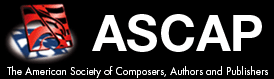 ASCAP
The American Society of Composers, Authors and Publishers